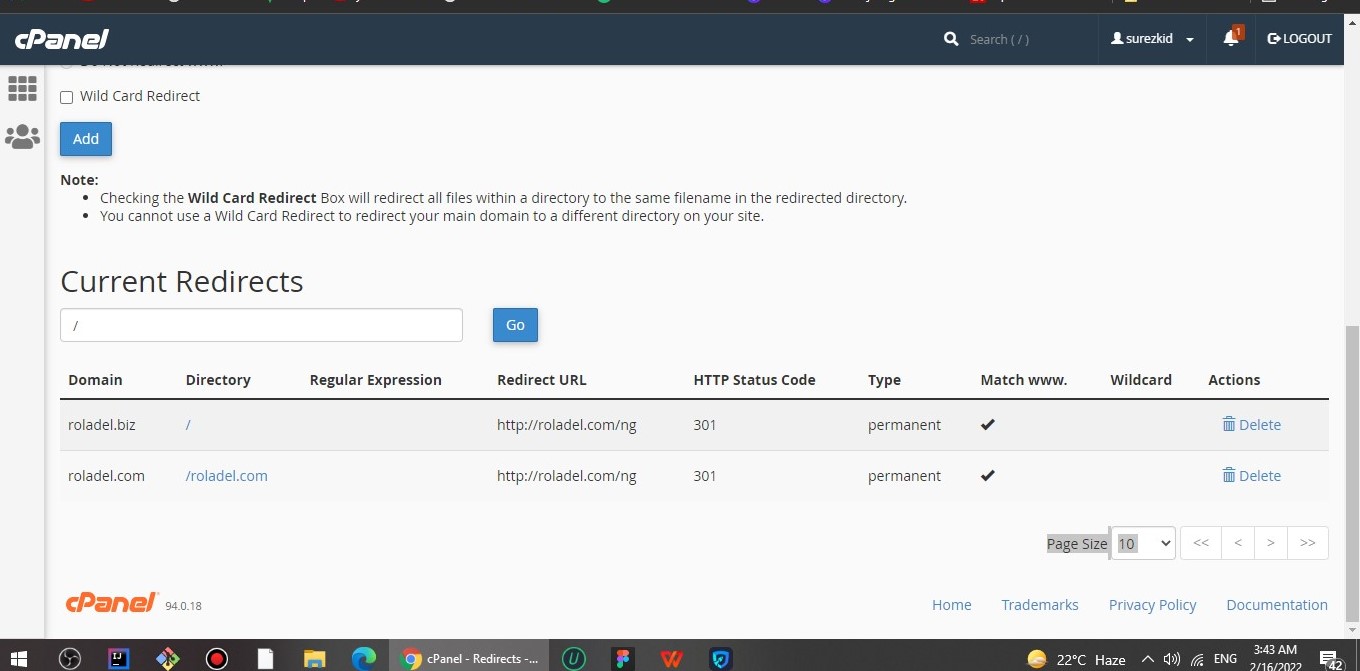 cPanel
Search ( / )
surezkid
1
LOGOUT
Wild Card Redirect
Add
Note:
Checking the Wild Card Redirect Box will redirect all files within a directory to the same filename in the redirected directory.
You cannot use a Wild Card Redirect to redirect your main domain to a different directory on your site.
Current Redirects
/
Go
Domain Directory Regular Expression Redirect URL HTTP Status Code Type Match www. Wildcard Actions
roladel.biz / http://roladel.com/ng 301 permanent ✔ Delete
roladel.com /roladel.com http://roladel.com/ng 301 permanent ✔ Delete
Page Size 10 << < > >>
cPanel 94.0.18 Home Trademarks Privacy Policy Documentation
cPanel - Redirects -... 22°C Haze ENG 3:43 AM
2/16/2022 42